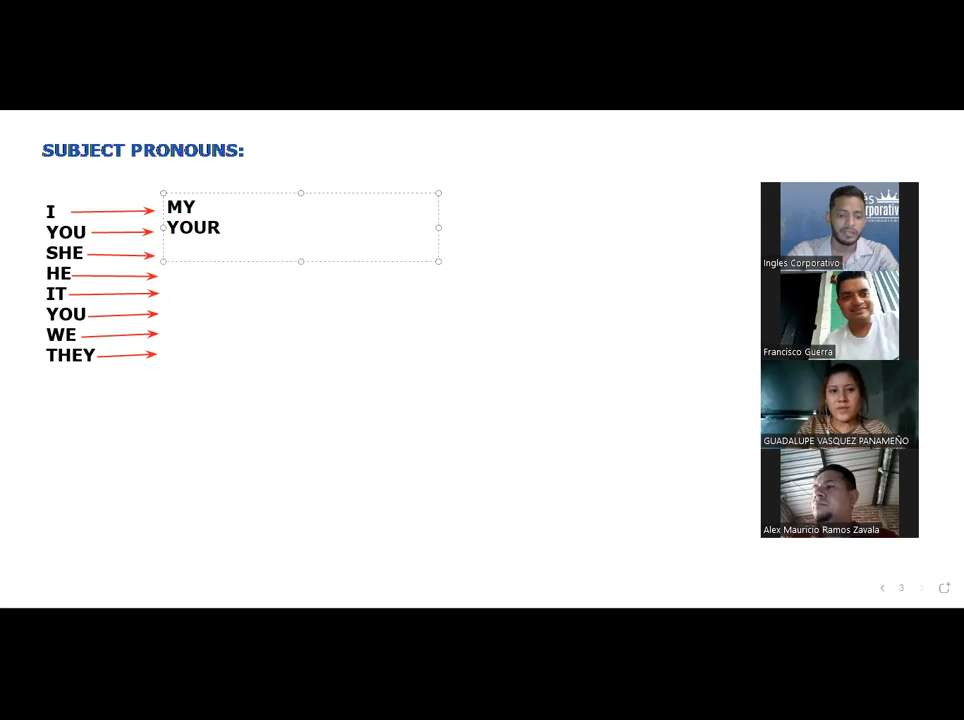 SUBJECT PRONOUNS:
I
MY
YOU
YOUR
SHE
HE
IT
YOU
WE
THEY
Ingles Corporativo
Francisco Guerra
GUADALUPE VASQUEZ PANAMEÑO
Alex Mauricio Ramos Zavala
3